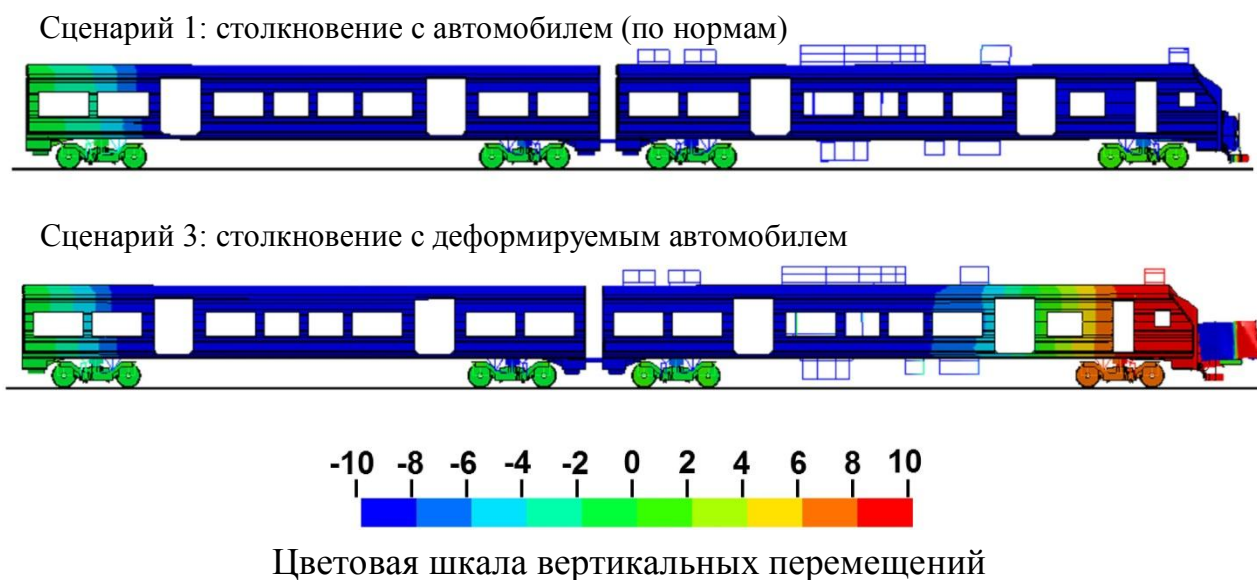 Сценарий 1: столкновение с автомобилем (по нормам)
Сценарий 3: столкновение с деформируемым автомобилем
-10 -8 -6 -4 -2 0 2 4 6 8 10
Цветовая шкала вертикальных перемещений